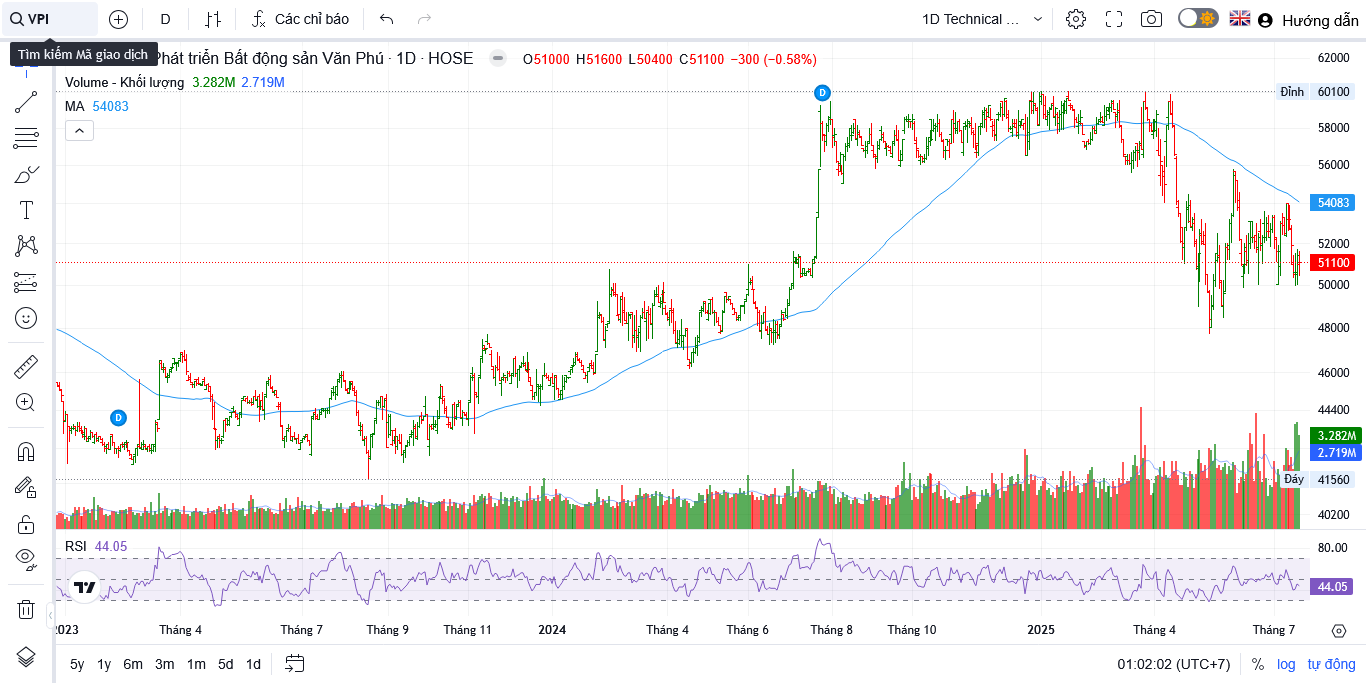 VPI D Các chỉ báo 1D Technical ... Hướng dẫn
Tìm kiếm Mã giao dịch
Phát triển Bất động sản Văn Phú · 1D · HOSE O51000 H51600 L50400 C51100 −300 (−0.58%)
Volume - Khối lượng 3.282M 2.719M
MA 54083
62000
Đỉnh 60100
58000
56000
54083
52000
51100
50000
48000
46000
44400
3.282M
2.719M
Đáy 41560
40200
D
D
RSI 44.05
80.00
44.05
2023 Tháng 4 Tháng 7 Tháng 9 Tháng 11 2024 Tháng 4 Tháng 6 Tháng 8 Tháng 10 2025 Tháng 4 Tháng 7
5y 1y 6m 3m 1m 5d 1d 01:02:02 (UTC+7) % log tự động